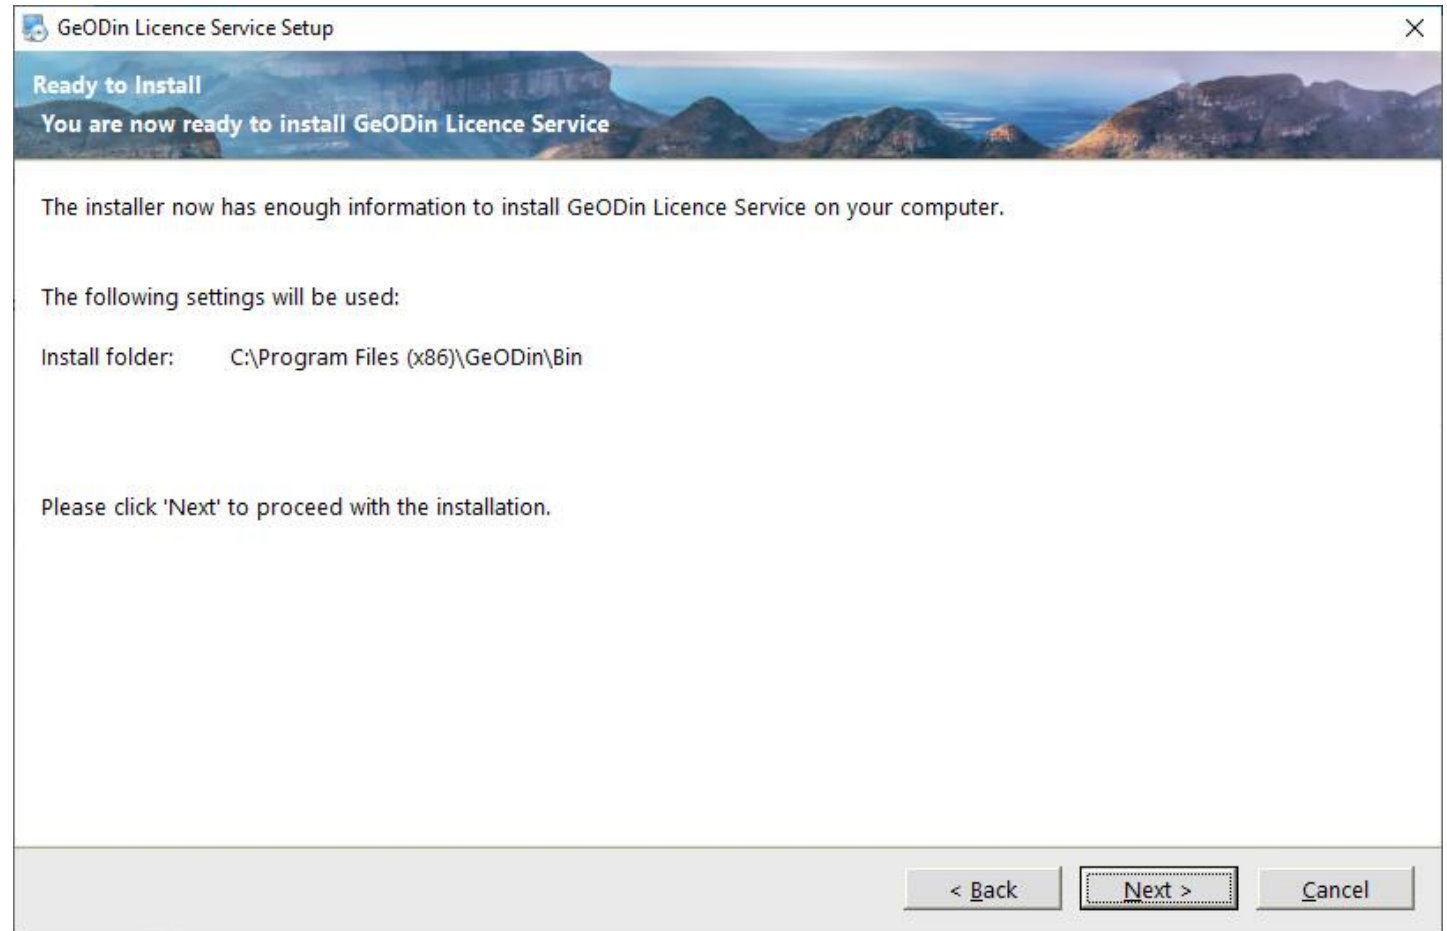 GeODin Licence Service Setup
Ready to Install
You are now ready to install GeODin Licence Service
The installer now has enough information to install GeODin Licence Service on your computer.
The following settings will be used:
Install folder: C:\Program Files (x86)\GeODin\Bin
Please click 'Next' to proceed with the installation.
< Back Next > Cancel